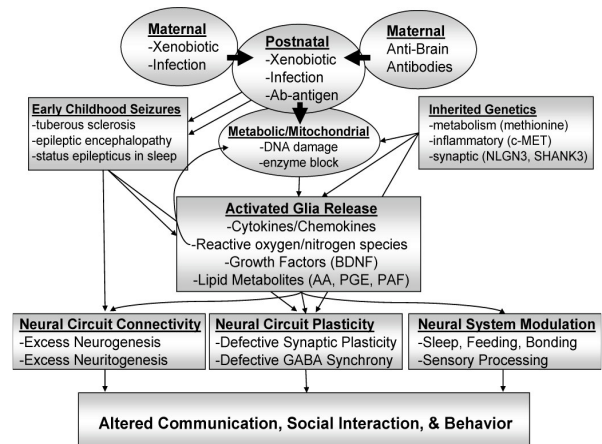 Maternal
-Xenobiotic
-Infection
Postnatal
-Xenobiotic
-Infection
-Ab-antigen
Maternal
Anti-Brain
Antibodies
Early Childhood Seizures
-tuberous sclerosis
-epileptic encephalopathy
-status epilepticus in sleep
Metabolic/Mitochondrial
-DNA damage
-enzyme block
Inherited Genetics
-metabolism (methionine)
-inflammatory (c-MET)
-synaptic (NLGN3, SHANK3)
Activated Glia Release
-Cytokines/Chemokines
-Reactive oxygen/nitrogen species
-Growth Factors (BDNF)
-Lipid Metabolites (AA, PGE, PAF)
Neural Circuit Connectivity
-Excess Neurogenesis
-Excess Neuritogenesis
Neural Circuit Plasticity
-Defective Synaptic Plasticity
-Defective GABA Synchrony
Neural System Modulation
-Sleep, Feeding, Bonding
-Sensory Processing
Altered Communication, Social Interaction, & Behavior